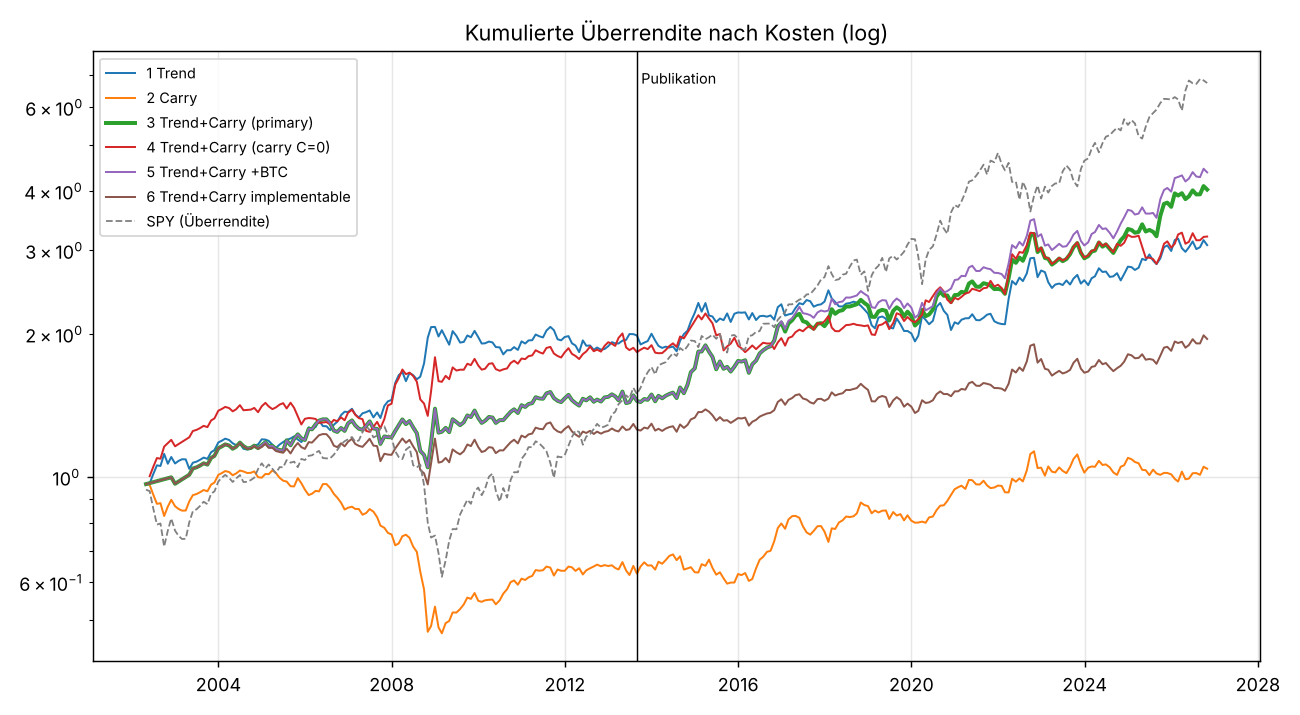 Kumulierte Überrendite nach Kosten (log)
1 Trend
2 Carry
3 Trend+Carry (primary)
4 Trend+Carry (carry C=0)
5 Trend+Carry +BTC
6 Trend+Carry implementable
SPY (Überrendite)
Publikation
6 × 10⁰
4 × 10⁰
3 × 10⁰
2 × 10⁰
10⁰
6 × 10⁻¹
2004 2008 2012 2016 2020 2024 2028